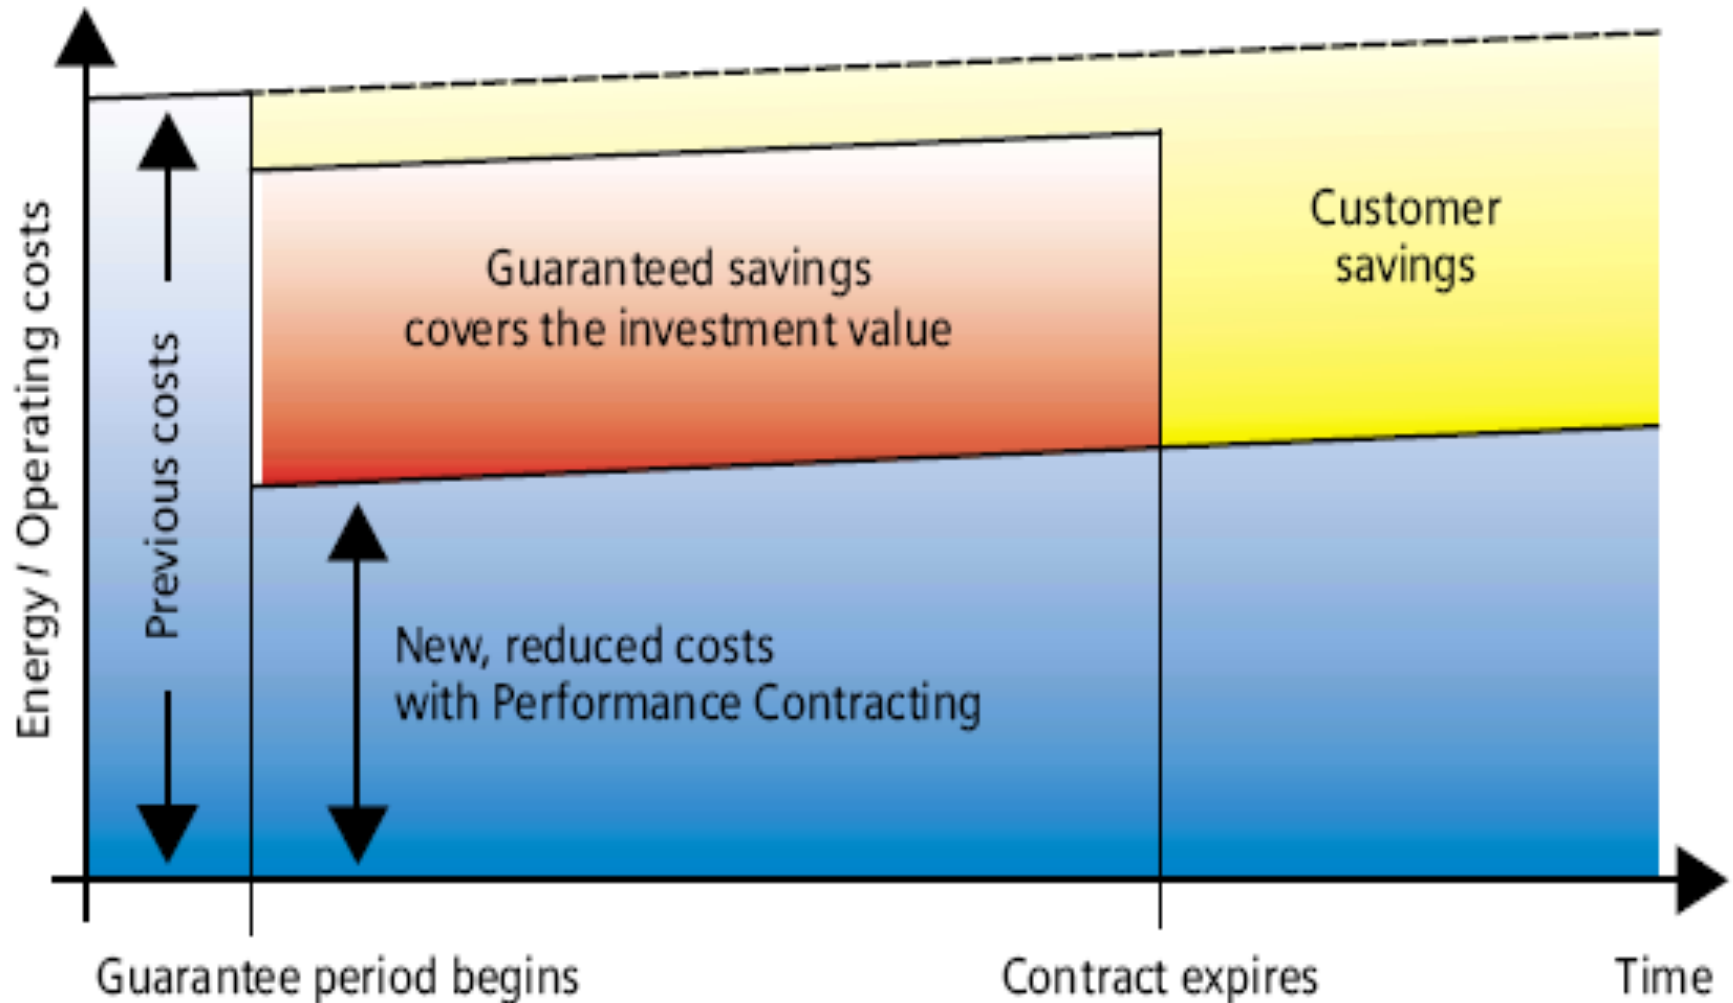 Energy / Operating costs
Previous costs
Guaranteed savings
covers the investment value
Customer
savings
New, reduced costs
with Performance Contracting
Guarantee period begins
Contract expires
Time